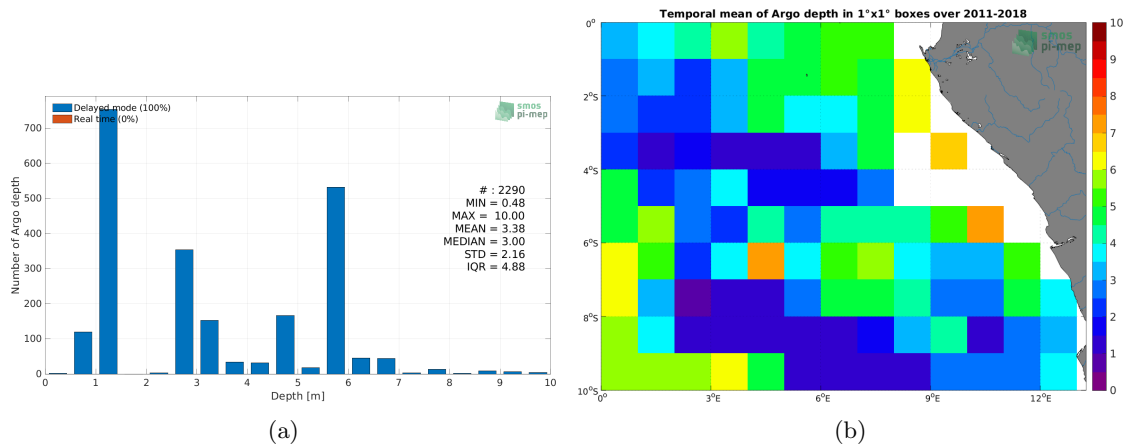 Delayed mode (100%)
Real time (0%)
smos
pi-mep
# : 2290
MIN = 0.48
MAX = 10.00
MEAN = 3.38
MEDIAN = 3.00
STD = 2.16
IQR = 4.88
Number of Argo depth
700
600
500
400
300
200
100
0
0 1 2 3 4 5 6 7 8 9 10
Depth [m]
(a)
Temporal mean of Argo depth in 1°x1° boxes over 2011-2018
smos
pi-mep
0°
2°S
4°S
6°S
8°S
10°S
0° 3°E 6°E 9°E 12°E
10
9
8
7
6
5
4
3
2
1
0
(b)